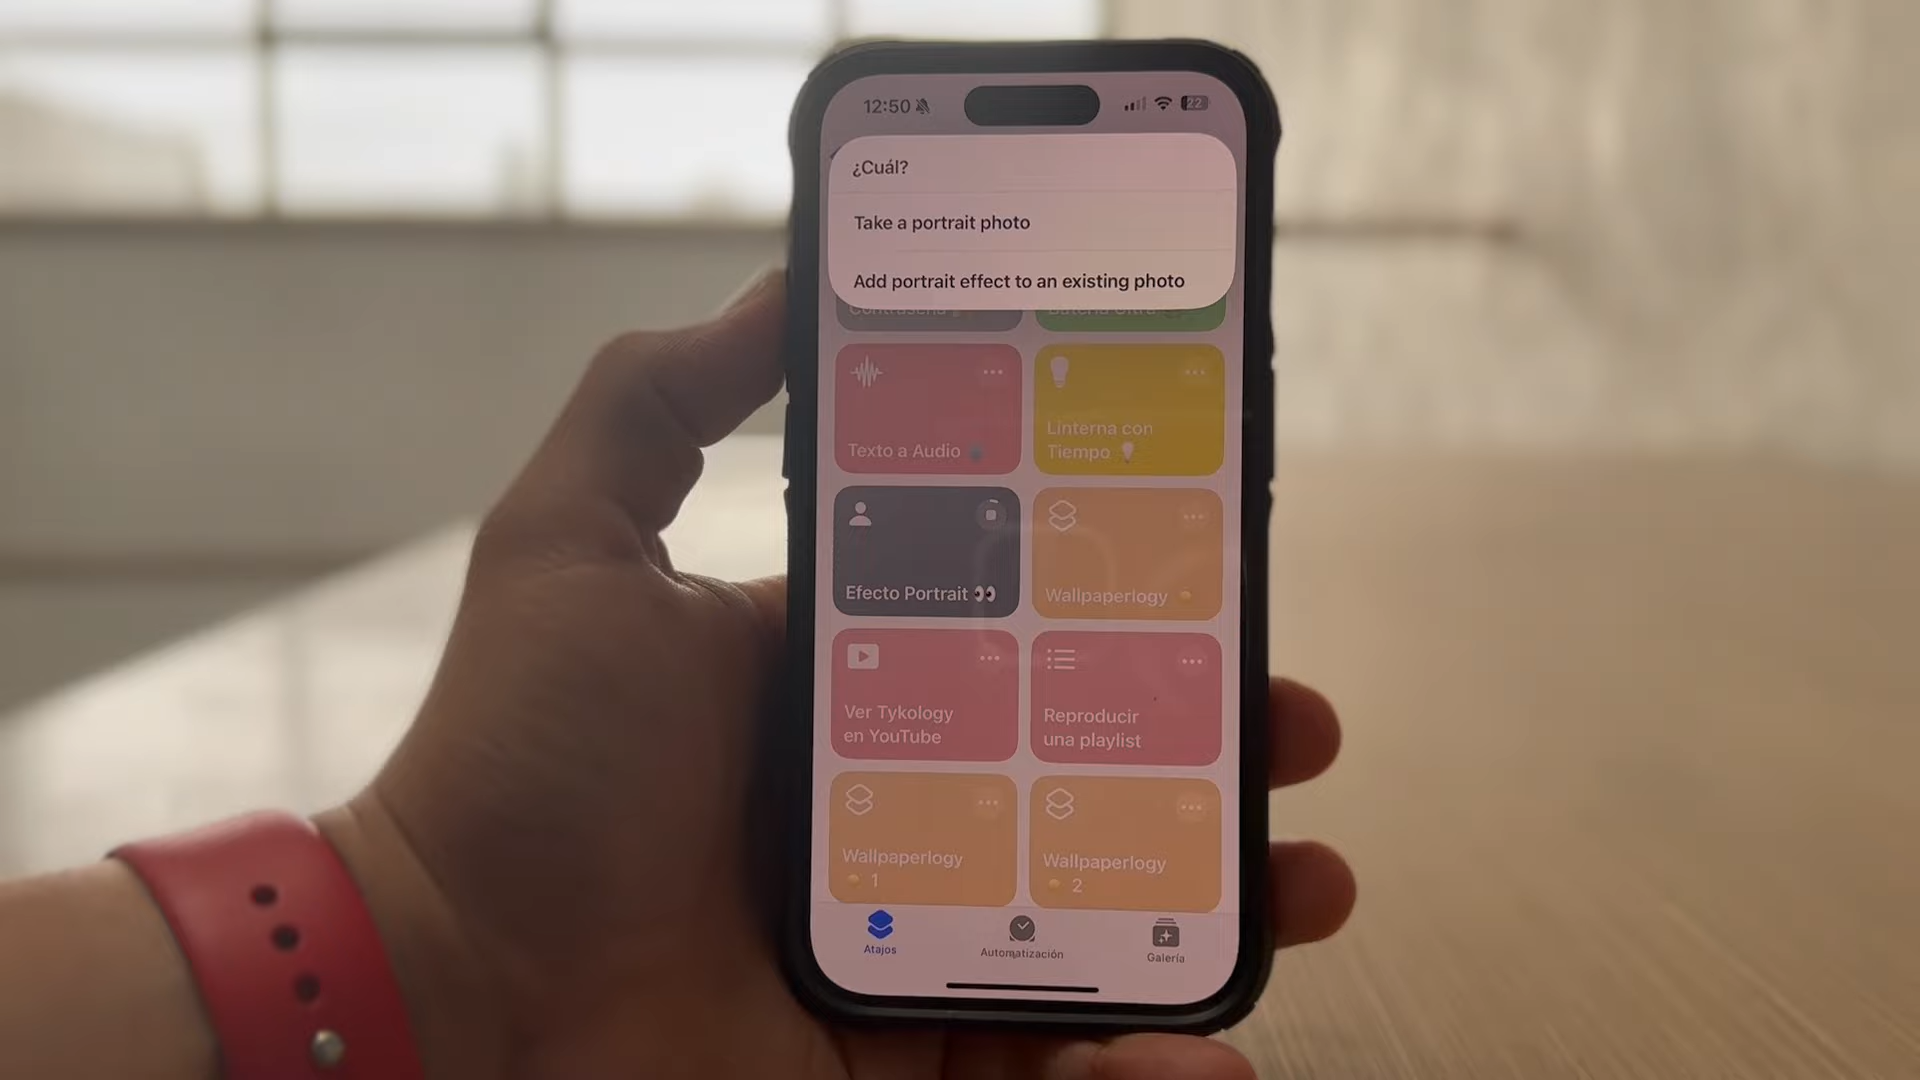 12:50
22
¿Cuál?
Take a portrait photo
Add portrait effect to an existing photo
Contraseña
Batería Ultra
Texto a Audio
Linterna con
Tiempo
Efecto Portrait 👀
Wallpaperlogy
Ver Tykology
en YouTube
Reproducir
una playlist
Wallpaperlogy
1
Wallpaperlogy
2
Atajos
Automatización
Galería